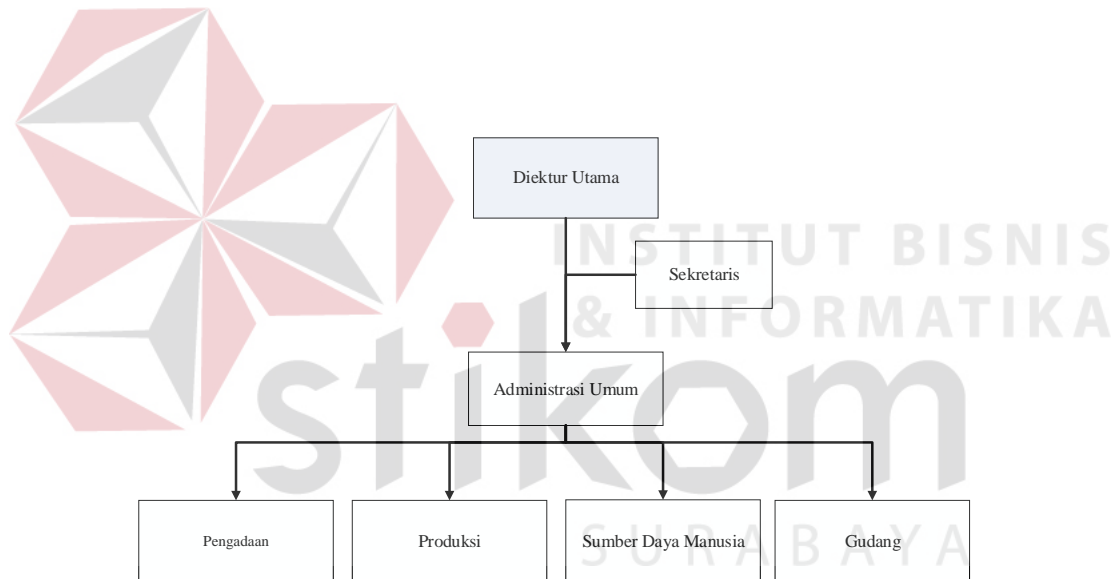 Diektur Utama
INSTITUT BISNIS
Sekretaris
& INFORMATIKA
stikom
Administrasi Umum
Pengadaan
Produksi
Sumber Daya Manusia
Gudang
SURABAYA